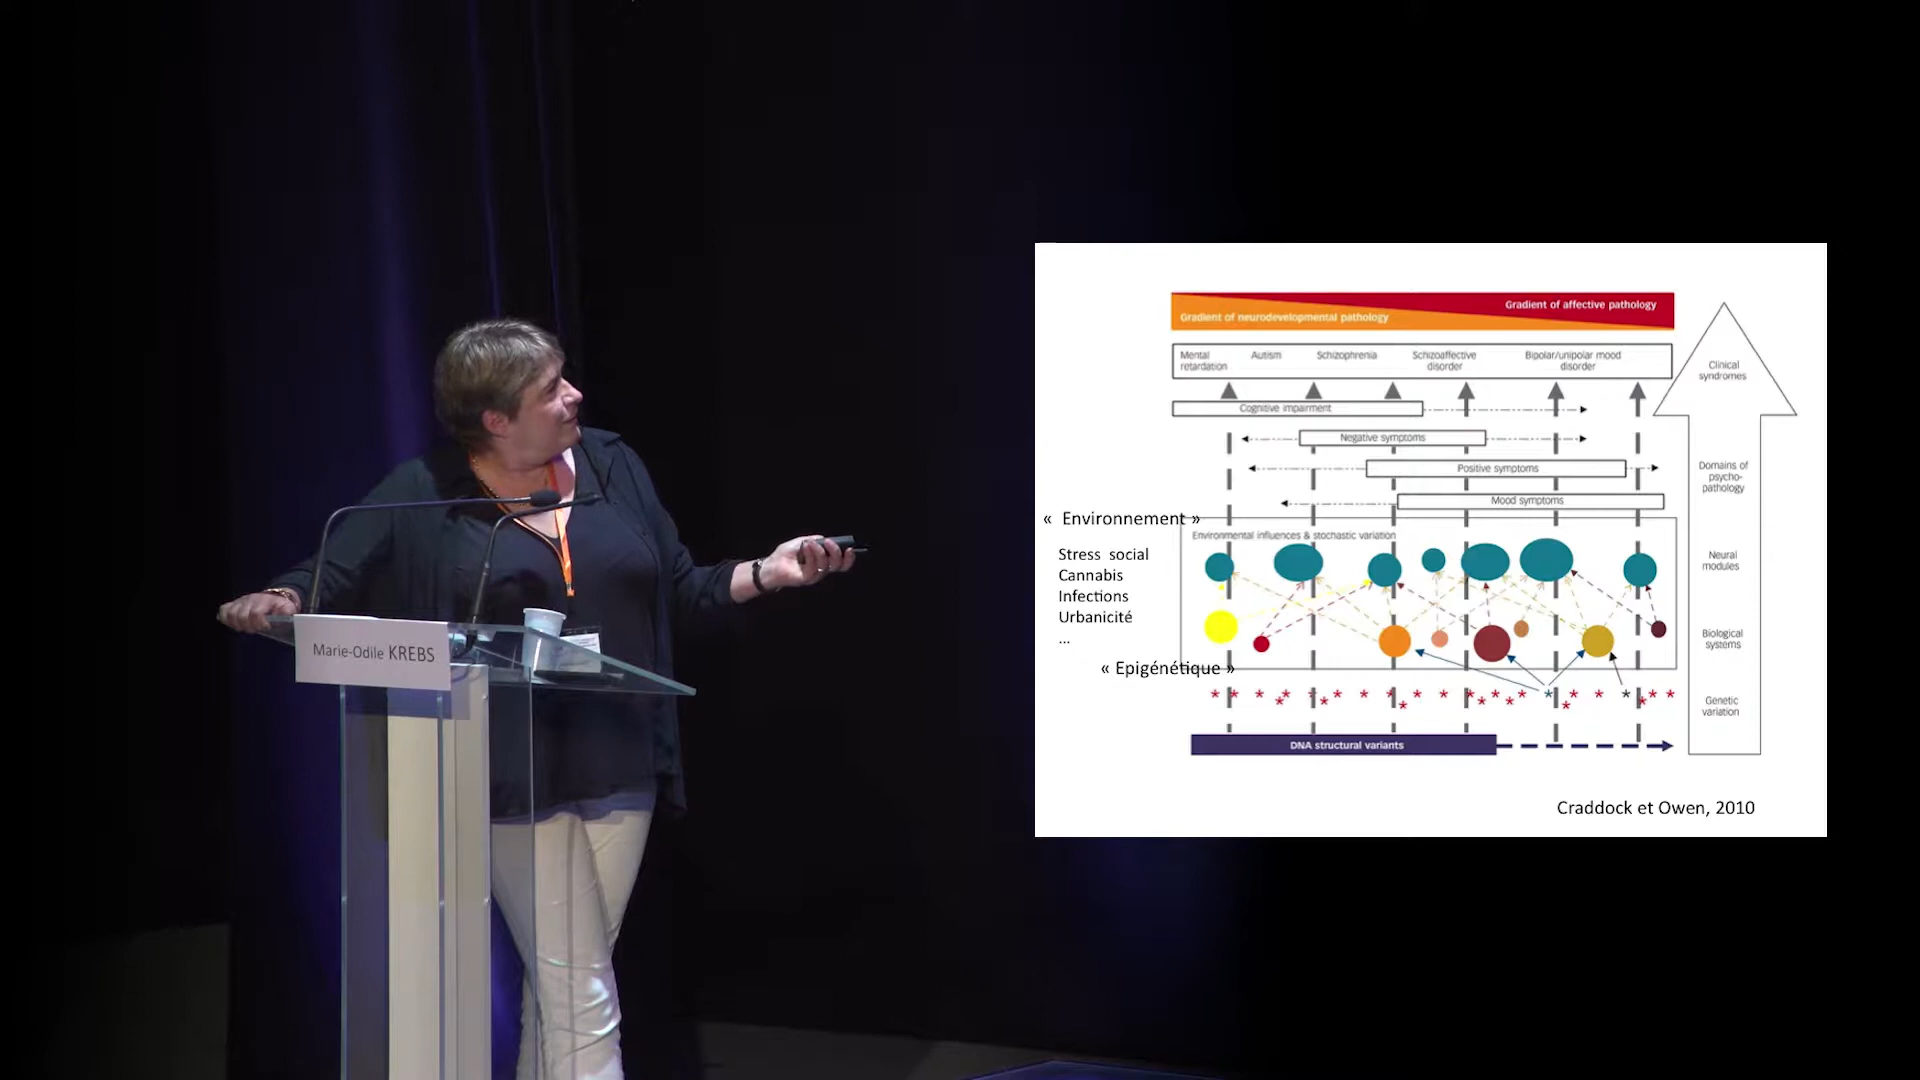 Marie-Odile KREBS
Gradient of affective pathology
Gradient of neurodevelopmental pathology
Mental
retardation
Autism
Schizophrenia
Schizoaffective
disorder
Bipolar/unipolar mood
disorder
Clinical
syndromes
Cognitive impairment
Negative symptoms
Positive symptoms
Mood symptoms
Domains of
psycho-
pathology
« Environnement »
Stress social
Cannabis
Infections
Urbanicité
...
Environmental influences & stochastic variation
Neural
modules
Biological
systems
« Epigénétique »
Genetic
variation
DNA structural variants
Craddock et Owen, 2010